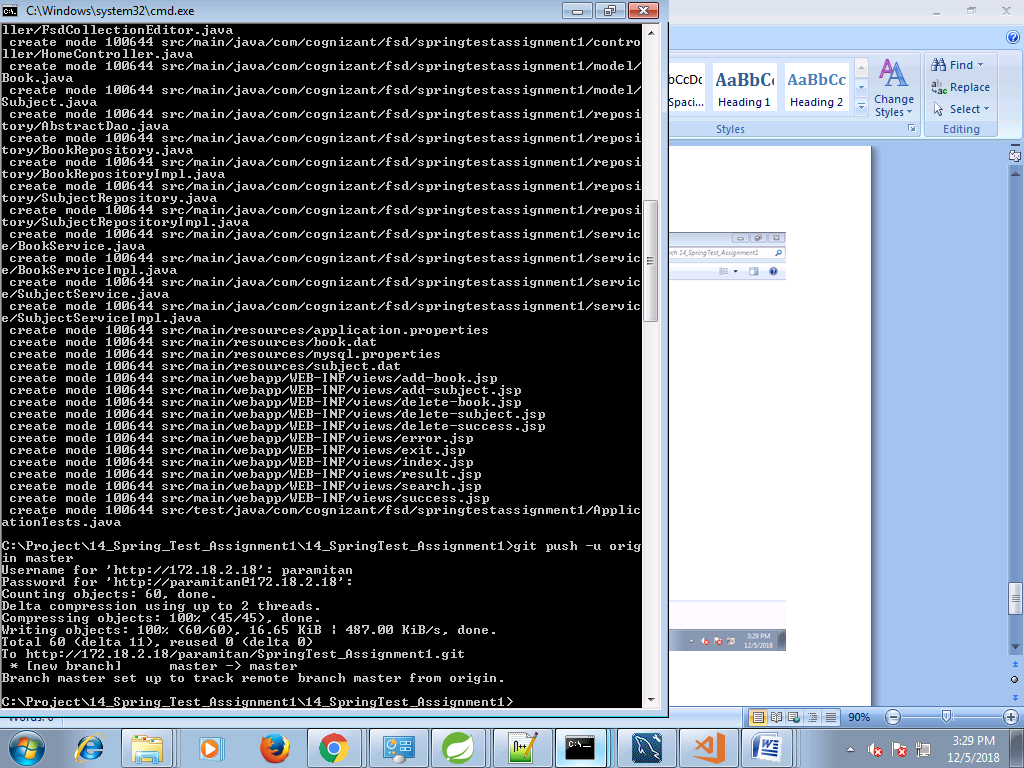 C:\Windows\system32\cmd.exe
ller/FsdCollectionEditor.java
 create mode 100644 src/main/java/com/cognizant/fsd/springtestassignment1/contro
ller/HomeController.java
 create mode 100644 src/main/java/com/cognizant/fsd/springtestassignment1/model/
Book.java
 create mode 100644 src/main/java/com/cognizant/fsd/springtestassignment1/model/
Subject.java
 create mode 100644 src/main/java/com/cognizant/fsd/springtestassignment1/reposi
tory/AbstractDao.java
 create mode 100644 src/main/java/com/cognizant/fsd/springtestassignment1/reposi
tory/BookRepository.java
 create mode 100644 src/main/java/com/cognizant/fsd/springtestassignment1/reposi
tory/BookRepositoryImpl.java
 create mode 100644 src/main/java/com/cognizant/fsd/springtestassignment1/reposi
tory/SubjectRepository.java
 create mode 100644 src/main/java/com/cognizant/fsd/springtestassignment1/reposi
tory/SubjectRepositoryImpl.java
 create mode 100644 src/main/java/com/cognizant/fsd/springtestassignment1/servic
e/BookService.java
 create mode 100644 src/main/java/com/cognizant/fsd/springtestassignment1/servic
e/BookServiceImpl.java
 create mode 100644 src/main/java/com/cognizant/fsd/springtestassignment1/servic
e/SubjectService.java
 create mode 100644 src/main/java/com/cognizant/fsd/springtestassignment1/servic
e/SubjectServiceImpl.java
 create mode 100644 src/main/resources/application.properties
 create mode 100644 src/main/resources/book.dat
 create mode 100644 src/main/resources/mysql.properties
 create mode 100644 src/main/resources/subject.dat
 create mode 100644 src/main/webapp/WEB-INF/views/add-book.jsp
 create mode 100644 src/main/webapp/WEB-INF/views/add-subject.jsp
 create mode 100644 src/main/webapp/WEB-INF/views/delete-book.jsp
 create mode 100644 src/main/webapp/WEB-INF/views/delete-subject.jsp
 create mode 100644 src/main/webapp/WEB-INF/views/delete-success.jsp
 create mode 100644 src/main/webapp/WEB-INF/views/error.jsp
 create mode 100644 src/main/webapp/WEB-INF/views/exit.jsp
 create mode 100644 src/main/webapp/WEB-INF/views/index.jsp
 create mode 100644 src/main/webapp/WEB-INF/views/result.jsp
 create mode 100644 src/main/webapp/WEB-INF/views/search.jsp
 create mode 100644 src/main/webapp/WEB-INF/views/success.jsp
 create mode 100644 src/test/java/com/cognizant/fsd/springtestassignment1/Applic
ationTests.java
C:\Project\14_Spring_Test_Assignment1\14_SpringTest_Assignment1>git push -u orig
in master
Username for 'http://172.18.2.18': paramitan
Password for 'http://paramitan@172.18.2.18':
Counting objects: 60, done.
Delta compression using up to 2 threads.
Compressing objects: 100% (45/45), done.
Writing objects: 100% (60/60), 16.65 KiB | 487.00 KiB/s, done.
Total 60 (delta 11), reused 0 (delta 0)
To http://172.18.2.18/paramitan/SpringTest_Assignment1.git
 * [new branch]      master -> master
Branch master set up to track remote branch master from origin.
C:\Project\14_Spring_Test_Assignment1\14_SpringTest_Assignment1>
bCcDc AaBbC AaBbCc
Spaci... Heading 1 Heading 2
Change
Styles
Styles
Find
Replace
Select
Editing
rch 14_SpringTest_Assignment1
3:29 PM
12/5/2018
Words: 0
90%
3:29 PM
12/5/2018